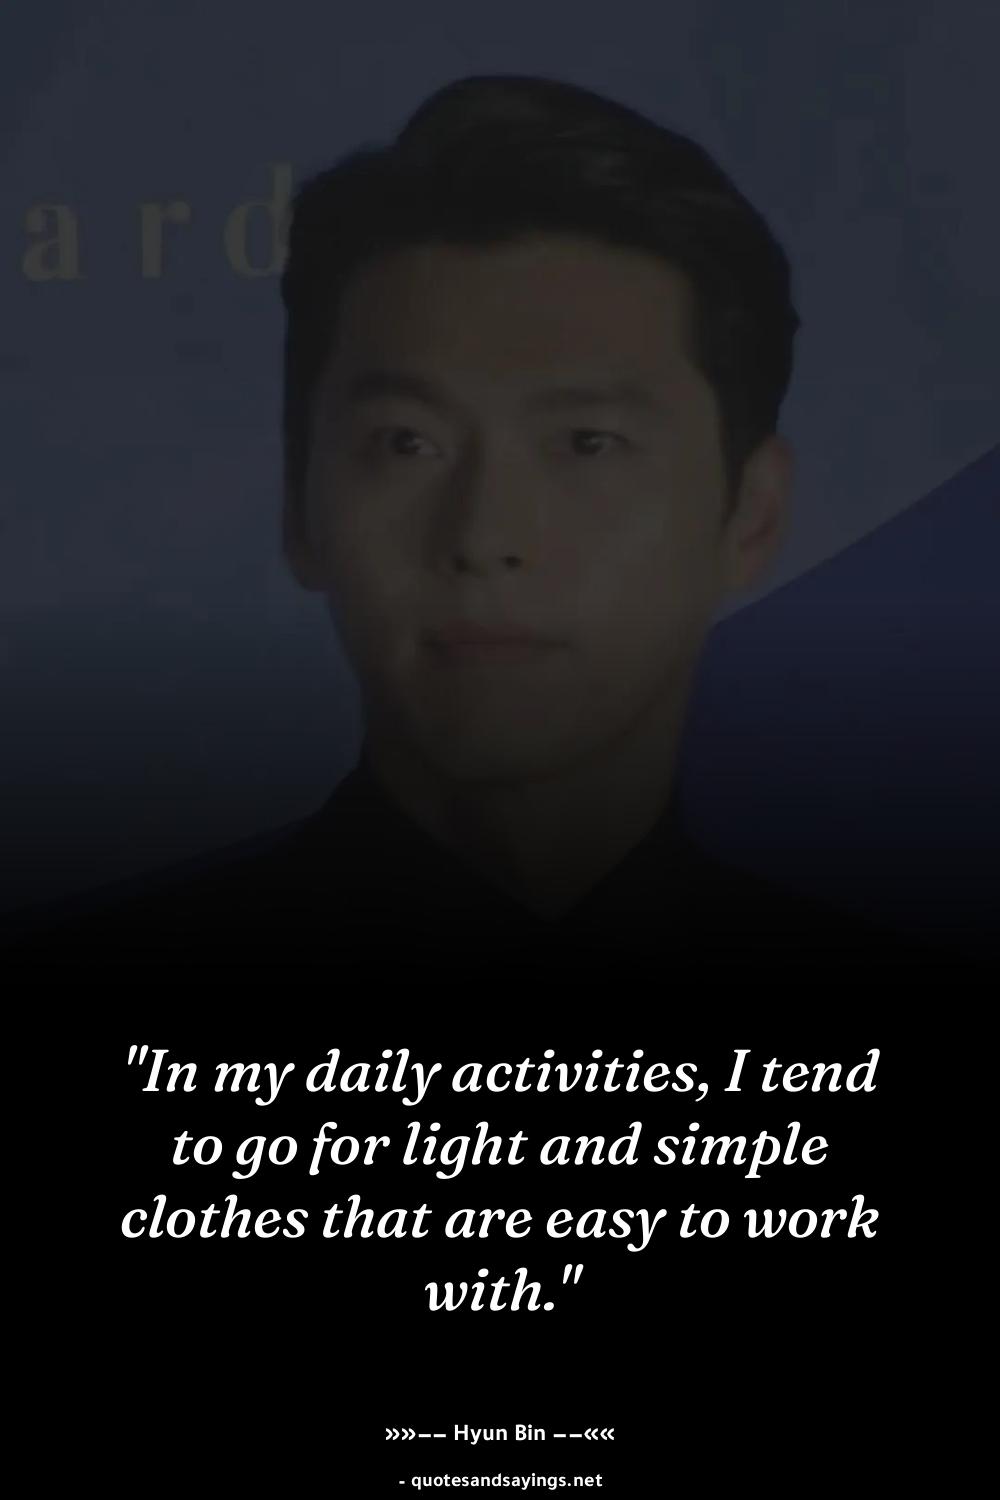 ard
"In my daily activities, I tend
to go for light and simple
clothes that are easy to work
with."
»»−− Hyun Bin −−««
- quotesandsayings.net